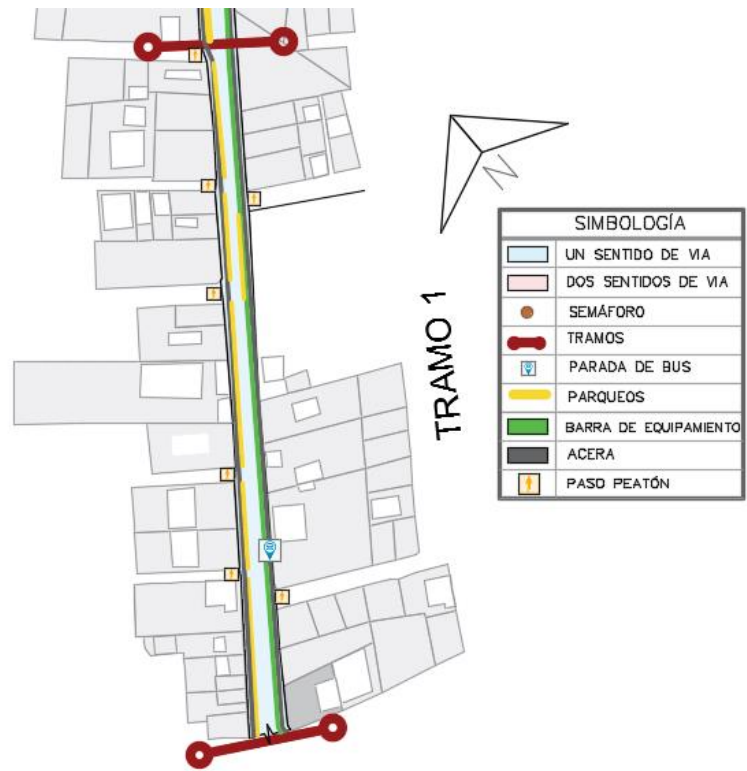 N
TRAMO 1
SIMBOLOGÍA
UN SENTIDO DE VIA
DOS SENTIDOS DE VIA
SEMÁFORO
TRAMOS
PARADA DE BUS
PARQUEOS
BARRA DE EQUIPAMIENTO
ACERA
PASO PEATÓN